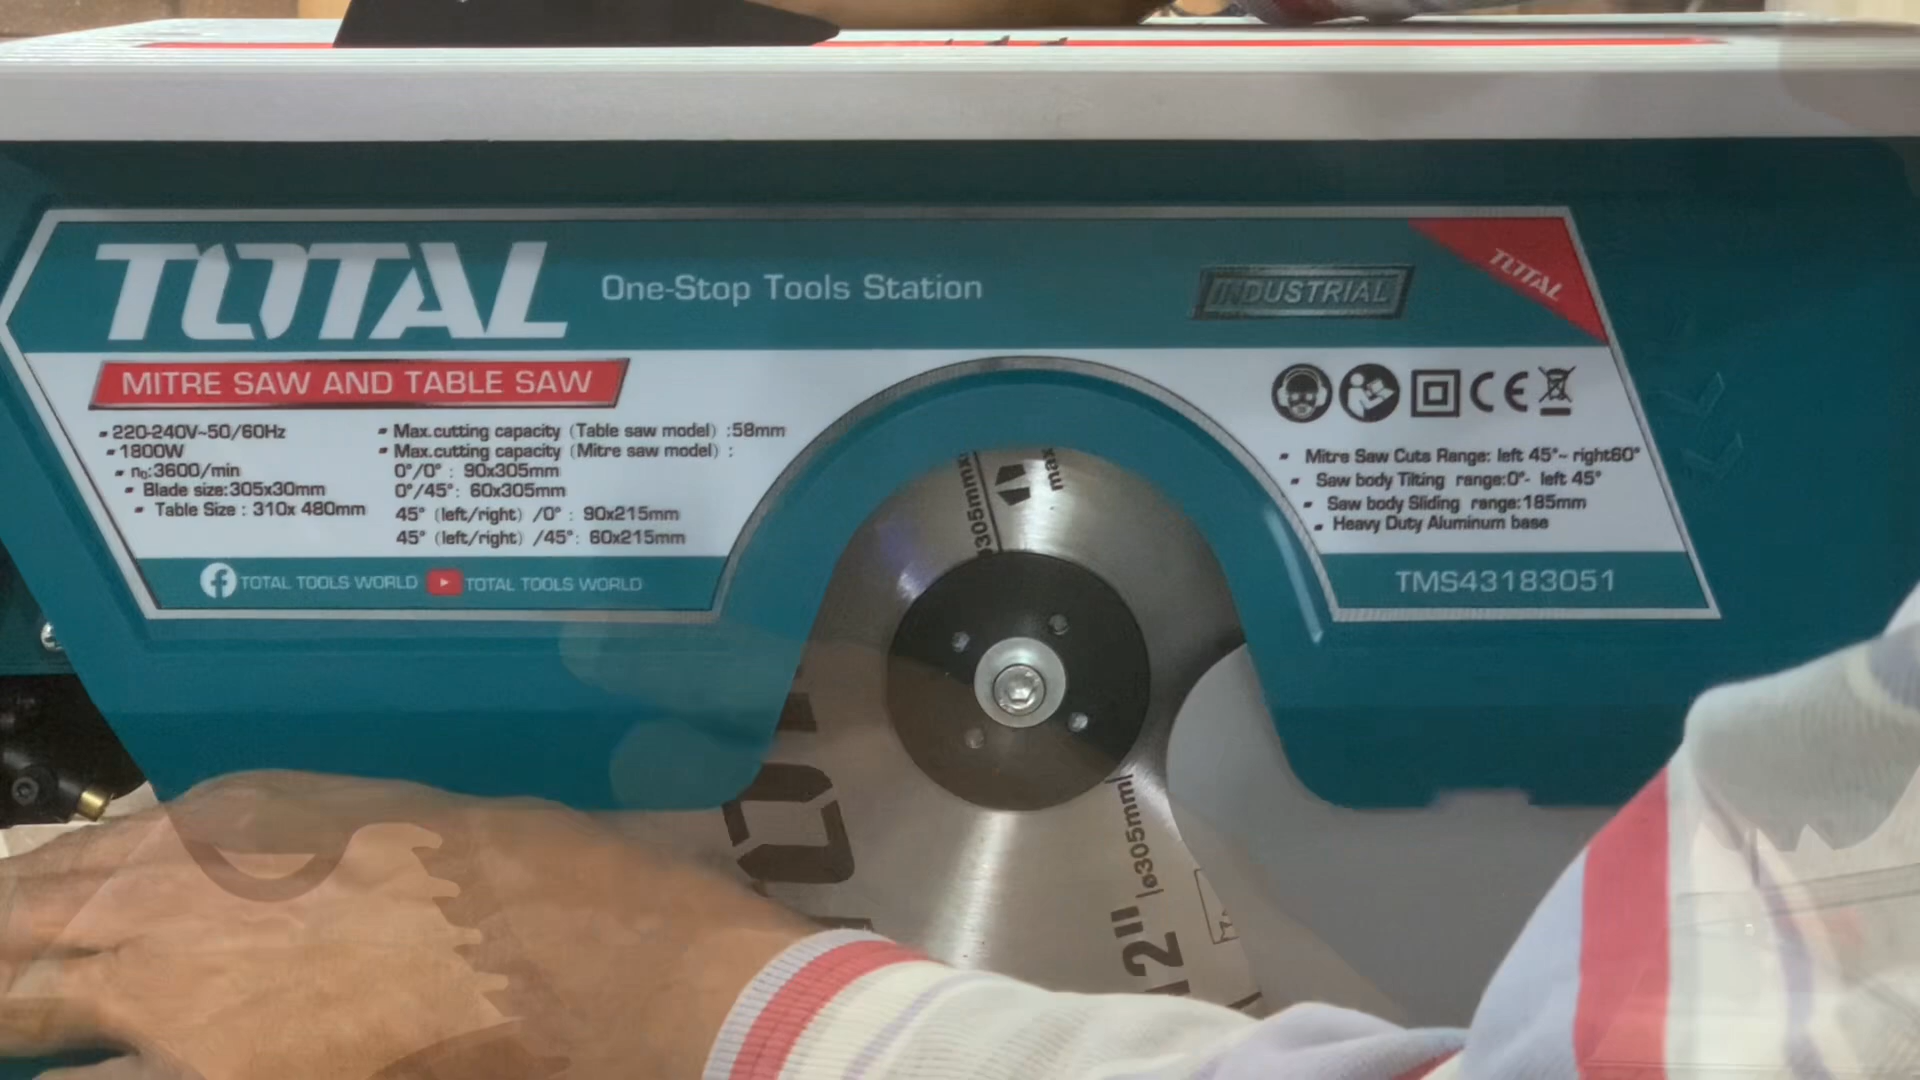 TOTAL
One-Stop Tools Station
INDUSTRIAL
TOTAL
MITRE SAW AND TABLE SAW
- 220-240V~50/60Hz
- 1800W
- n₀:3600/min
- Blade size:305x30mm
- Table Size : 310x 480mm
- Max.cutting capacity (Table saw model) :58mm
- Max.cutting capacity (Mitre saw model) :
0°/0° : 90x305mm
0°/45°: 60x305mm
45° (left/right) /0° : 90x215mm
45° (left/right) /45°: 60x215mm
CE
- Mitre Saw Cuts Range: left 45°~ right60°
- Saw body Tilting range:0°- left 45°
- Saw body Sliding range:185mm
- Heavy Duty Aluminum base
TOTAL TOOLS WORLD
TOTAL TOOLS WORLD
TMS43183051
ø305mm
max
ø305mm
12"